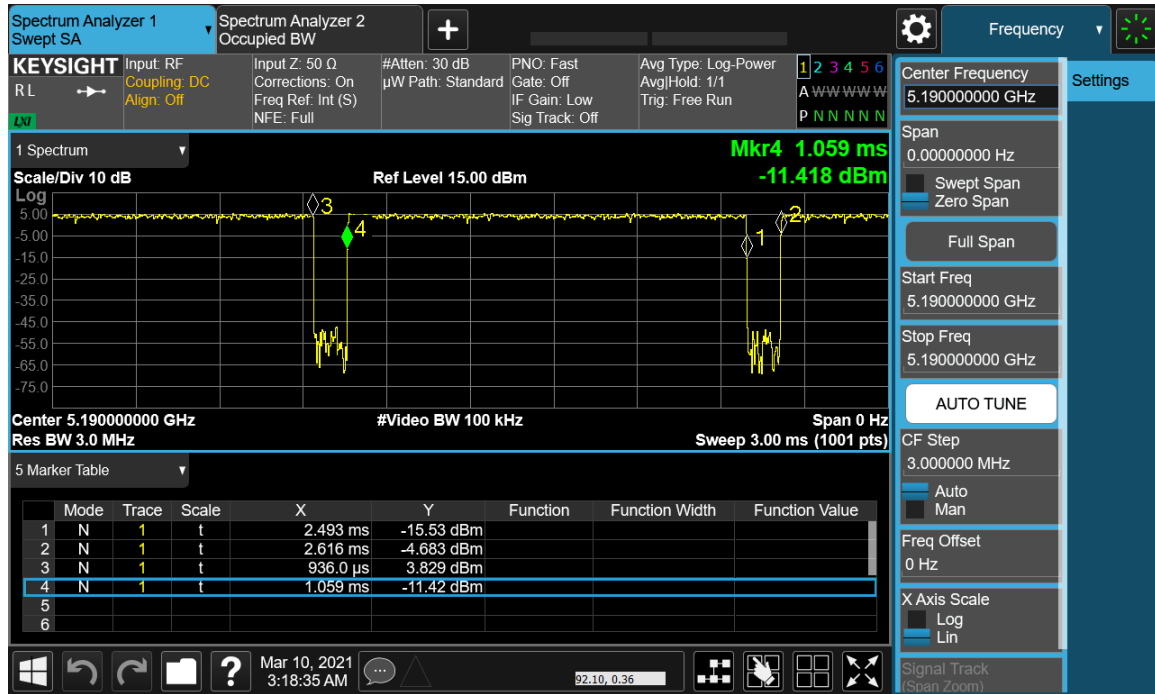 Spectrum Analyzer 1
Swept SA
Spectrum Analyzer 2
Occupied BW
Frequency
KEYSIGHT
R L
LXI
Input: RF
Coupling: DC
Align: Off
Input Z: 50 Ω
Corrections: On
Freq Ref: Int (S)
NFE: Full
#Atten: 30 dB
µW Path: Standard
PNO: Fast
Gate: Off
IF Gain: Low
Sig Track: Off
Avg Type: Log-Power
Avg|Hold: 1/1
Trig: Free Run
1 2 3 4 5 6
A W W W W W
P N N N N N
1 Spectrum
Mkr4 1.059 ms
Scale/Div 10 dB
Ref Level 15.00 dBm
-11.418 dBm
Log
5.00
-5.00
-15.0
-25.0
-35.0
-45.0
-55.0
-65.0
-75.0
3
4
1
2
Center 5.190000000 GHz
#Video BW 100 kHz
Span 0 Hz
Res BW 3.0 MHz
Sweep 3.00 ms (1001 pts)
5 Marker Table
Mode Trace Scale X Y Function Function Width Function Value
1 N 1 t 2.493 ms -15.53 dBm
2 N 1 t 2.616 ms -4.683 dBm
3 N 1 t 936.0 µs 3.829 dBm
4 N 1 t 1.059 ms -11.42 dBm
5
6
Mar 10, 2021
3:18:35 AM
92.10, 0.36
Center Frequency
5.190000000 GHz
Span
0.00000000 Hz
Swept Span
Zero Span
Full Span
Start Freq
5.190000000 GHz
Stop Freq
5.190000000 GHz
AUTO TUNE
CF Step
3.000000 MHz
Auto
Man
Freq Offset
0 Hz
X Axis Scale
Log
Lin
Signal Track
(Span Zoom)
Settings